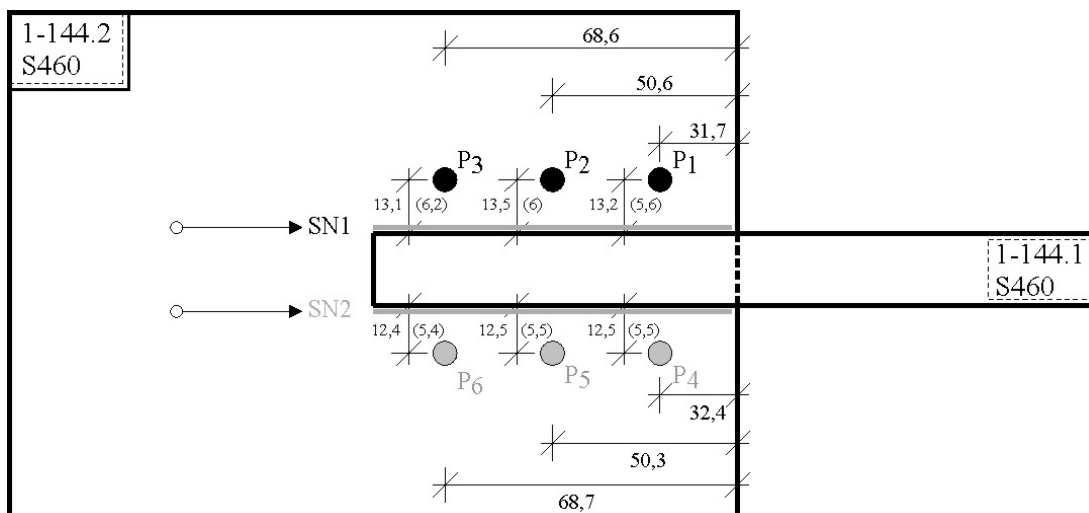 1-144.2
S460
68,6
50,6
31,7
P3 P2 P1
13,1 (6,2) 13,5 (6) 13,2 (5,6)
SN1
1-144.1
S460
SN2
12,4 (5,4) 12,5 (5,5) 12,5 (5,5)
P6 P5 P4
32,4
50,3
68,7